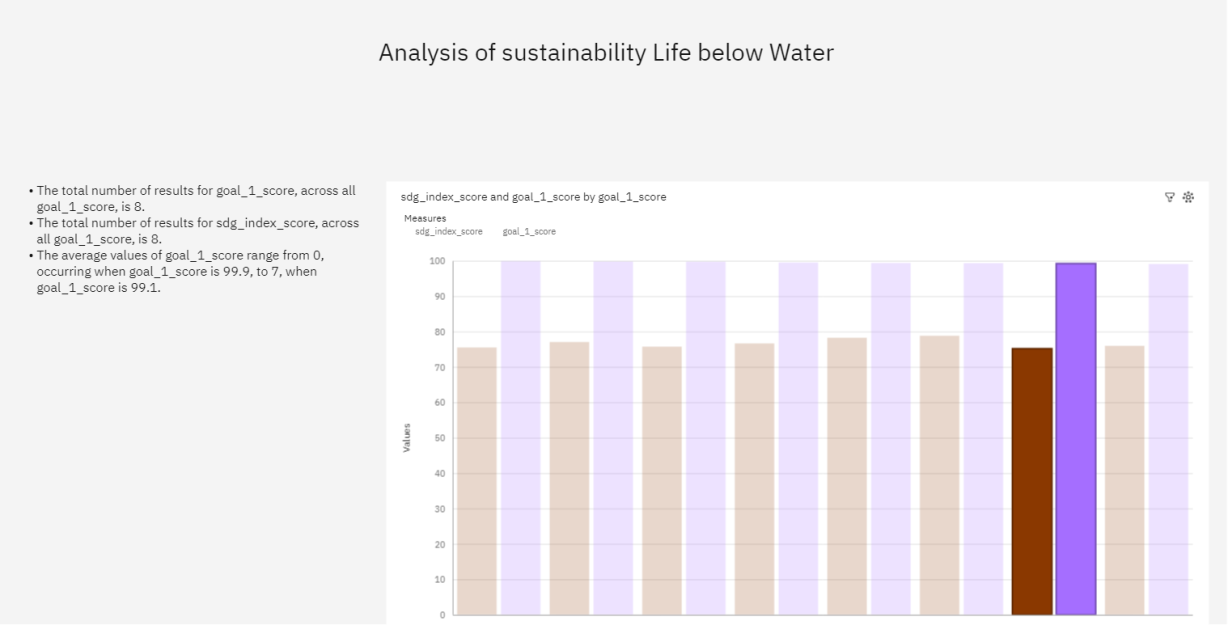 Analysis of sustainability Life below Water
• The total number of results for goal_1_score, across all
goal_1_score, is 8.
• The total number of results for sdg_index_score, across
all goal_1_score, is 8.
• The average values of goal_1_score range from 0,
occurring when goal_1_score is 99.9, to 7, when
goal_1_score is 99.1.
sdg_index_score and goal_1_score by goal_1_score
Measures
sdg_index_score goal_1_score
Values
100
90
80
70
60
50
40
30
20
10
0